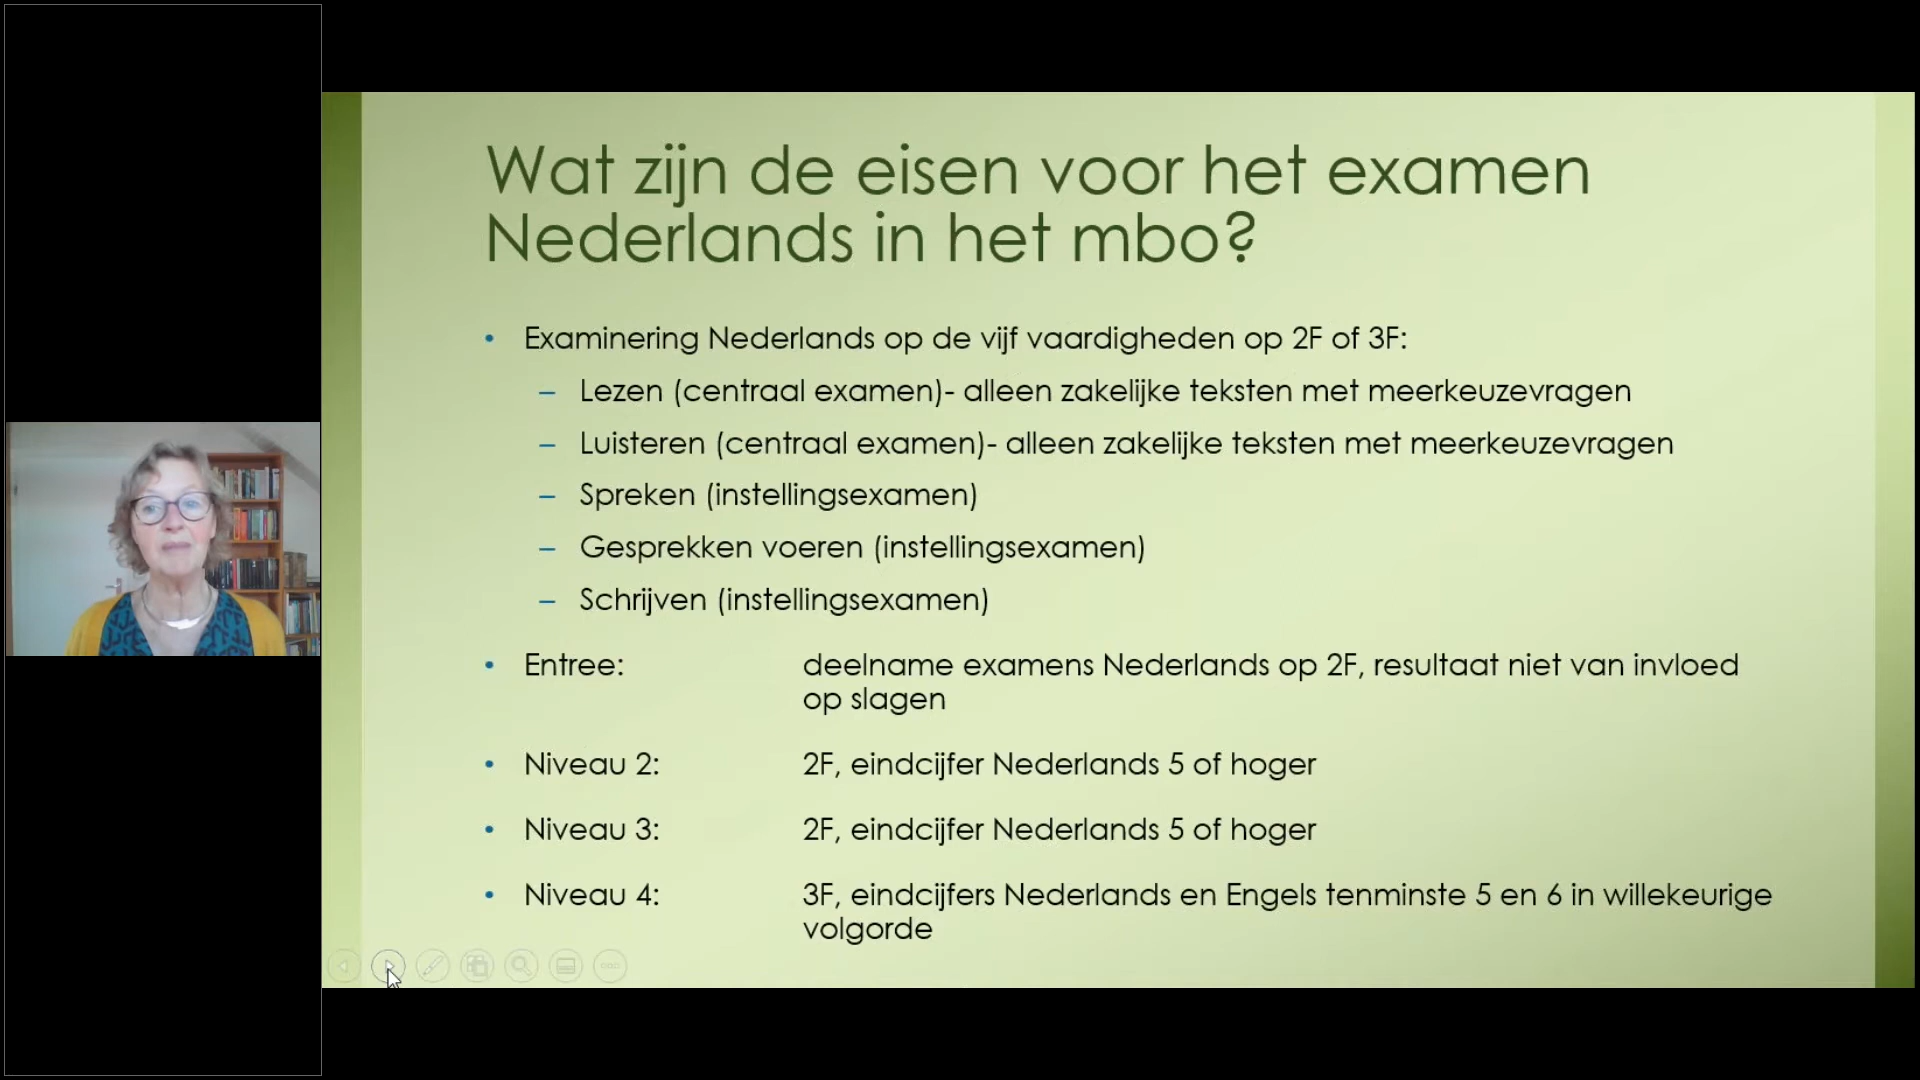 Wat zijn de eisen voor het examen
Nederlands in het mbo?
• Examinering Nederlands op de vijf vaardigheden op 2F of 3F:
– Lezen (centraal examen)- alleen zakelijke teksten met meerkeuzevragen
– Luisteren (centraal examen)- alleen zakelijke teksten met meerkeuzevragen
– Spreken (instellingsexamen)
– Gesprekken voeren (instellingsexamen)
– Schrijven (instellingsexamen)
• Entree: deelname examens Nederlands op 2F, resultaat niet van invloed
op slagen
• Niveau 2: 2F, eindcijfer Nederlands 5 of hoger
• Niveau 3: 2F, eindcijfer Nederlands 5 of hoger
• Niveau 4: 3F, eindcijfers Nederlands en Engels tenminste 5 en 6 in willekeurige
volgorde